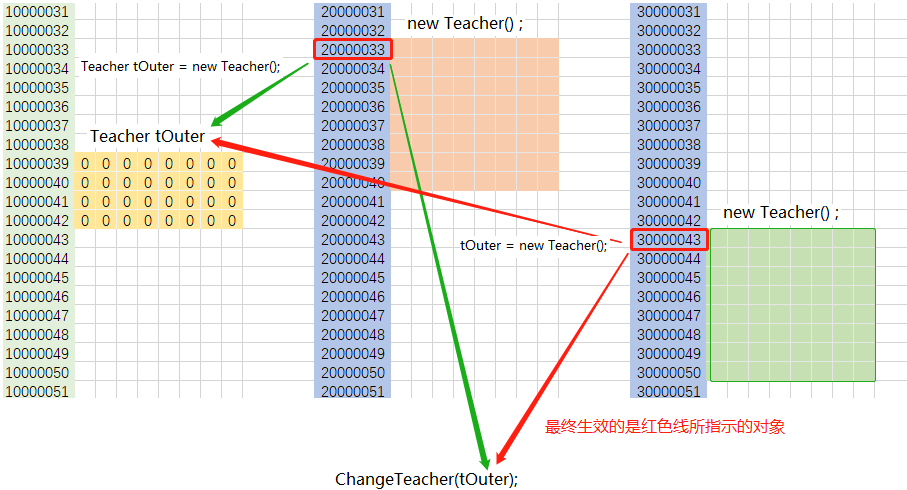 10000031 20000031 30000031
10000032 20000032 new Teacher() ; 30000032
10000033 20000033 30000033
10000034 Teacher tOuter = new Teacher(); 20000034 30000034
10000035 20000035 30000035
10000036 20000036 30000036
10000037 20000037 30000037
10000038 Teacher tOuter 20000038 30000038
10000039 0 0 0 0 0 0 0 0 20000039 30000039
10000040 0 0 0 0 0 0 0 0 20000040 30000040
10000041 0 0 0 0 0 0 0 0 20000041 30000041
10000042 0 0 0 0 0 0 0 0 20000042 30000042 new Teacher() ;
10000043 20000043 tOuter = new Teacher(); 30000043
10000044 20000044 30000044
10000045 20000045 30000045
10000046 20000046 30000046
10000047 20000047 30000047
10000048 20000048 30000048
10000049 20000049 30000049
10000050 20000050 30000050
10000051 20000051 30000051
最终生效的是红色线所指示的对象
ChangeTeacher(tOuter);